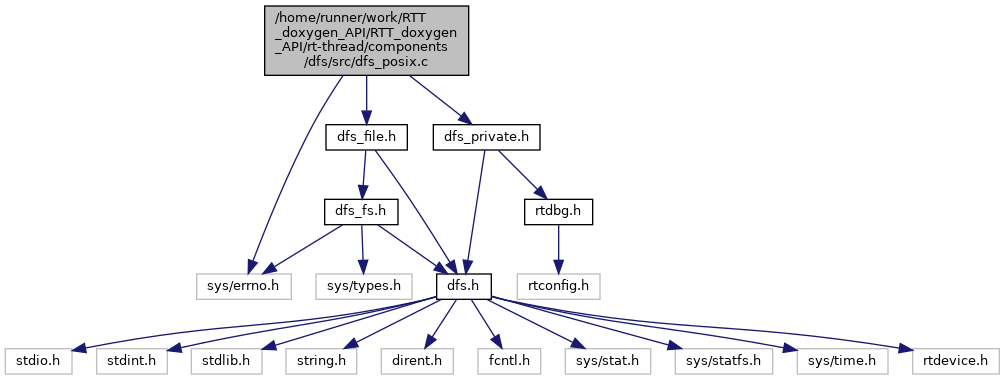 /home/runner/work/RTT
_doxygen_API/RTT_doxygen
_API/rt-thread/components
/dfs/src/dfs_posix.c
dfs_file.h
dfs_private.h
dfs_fs.h
rtdbg.h
sys/errno.h
sys/types.h
dfs.h
rtconfig.h
stdio.h
stdint.h
stdlib.h
string.h
dirent.h
fcntl.h
sys/stat.h
sys/statfs.h
sys/time.h
rtdevice.h